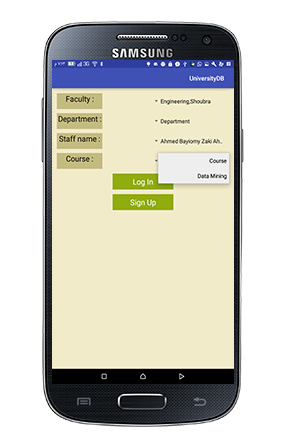 SAMSUNG
UniversityDB
Faculty :
Engineering,Shoubra
Department :
Department
Staff name :
Ahmed Bayiomy Zaki Ah..
Course :
Course
Data Mining
Log In
Sign Up